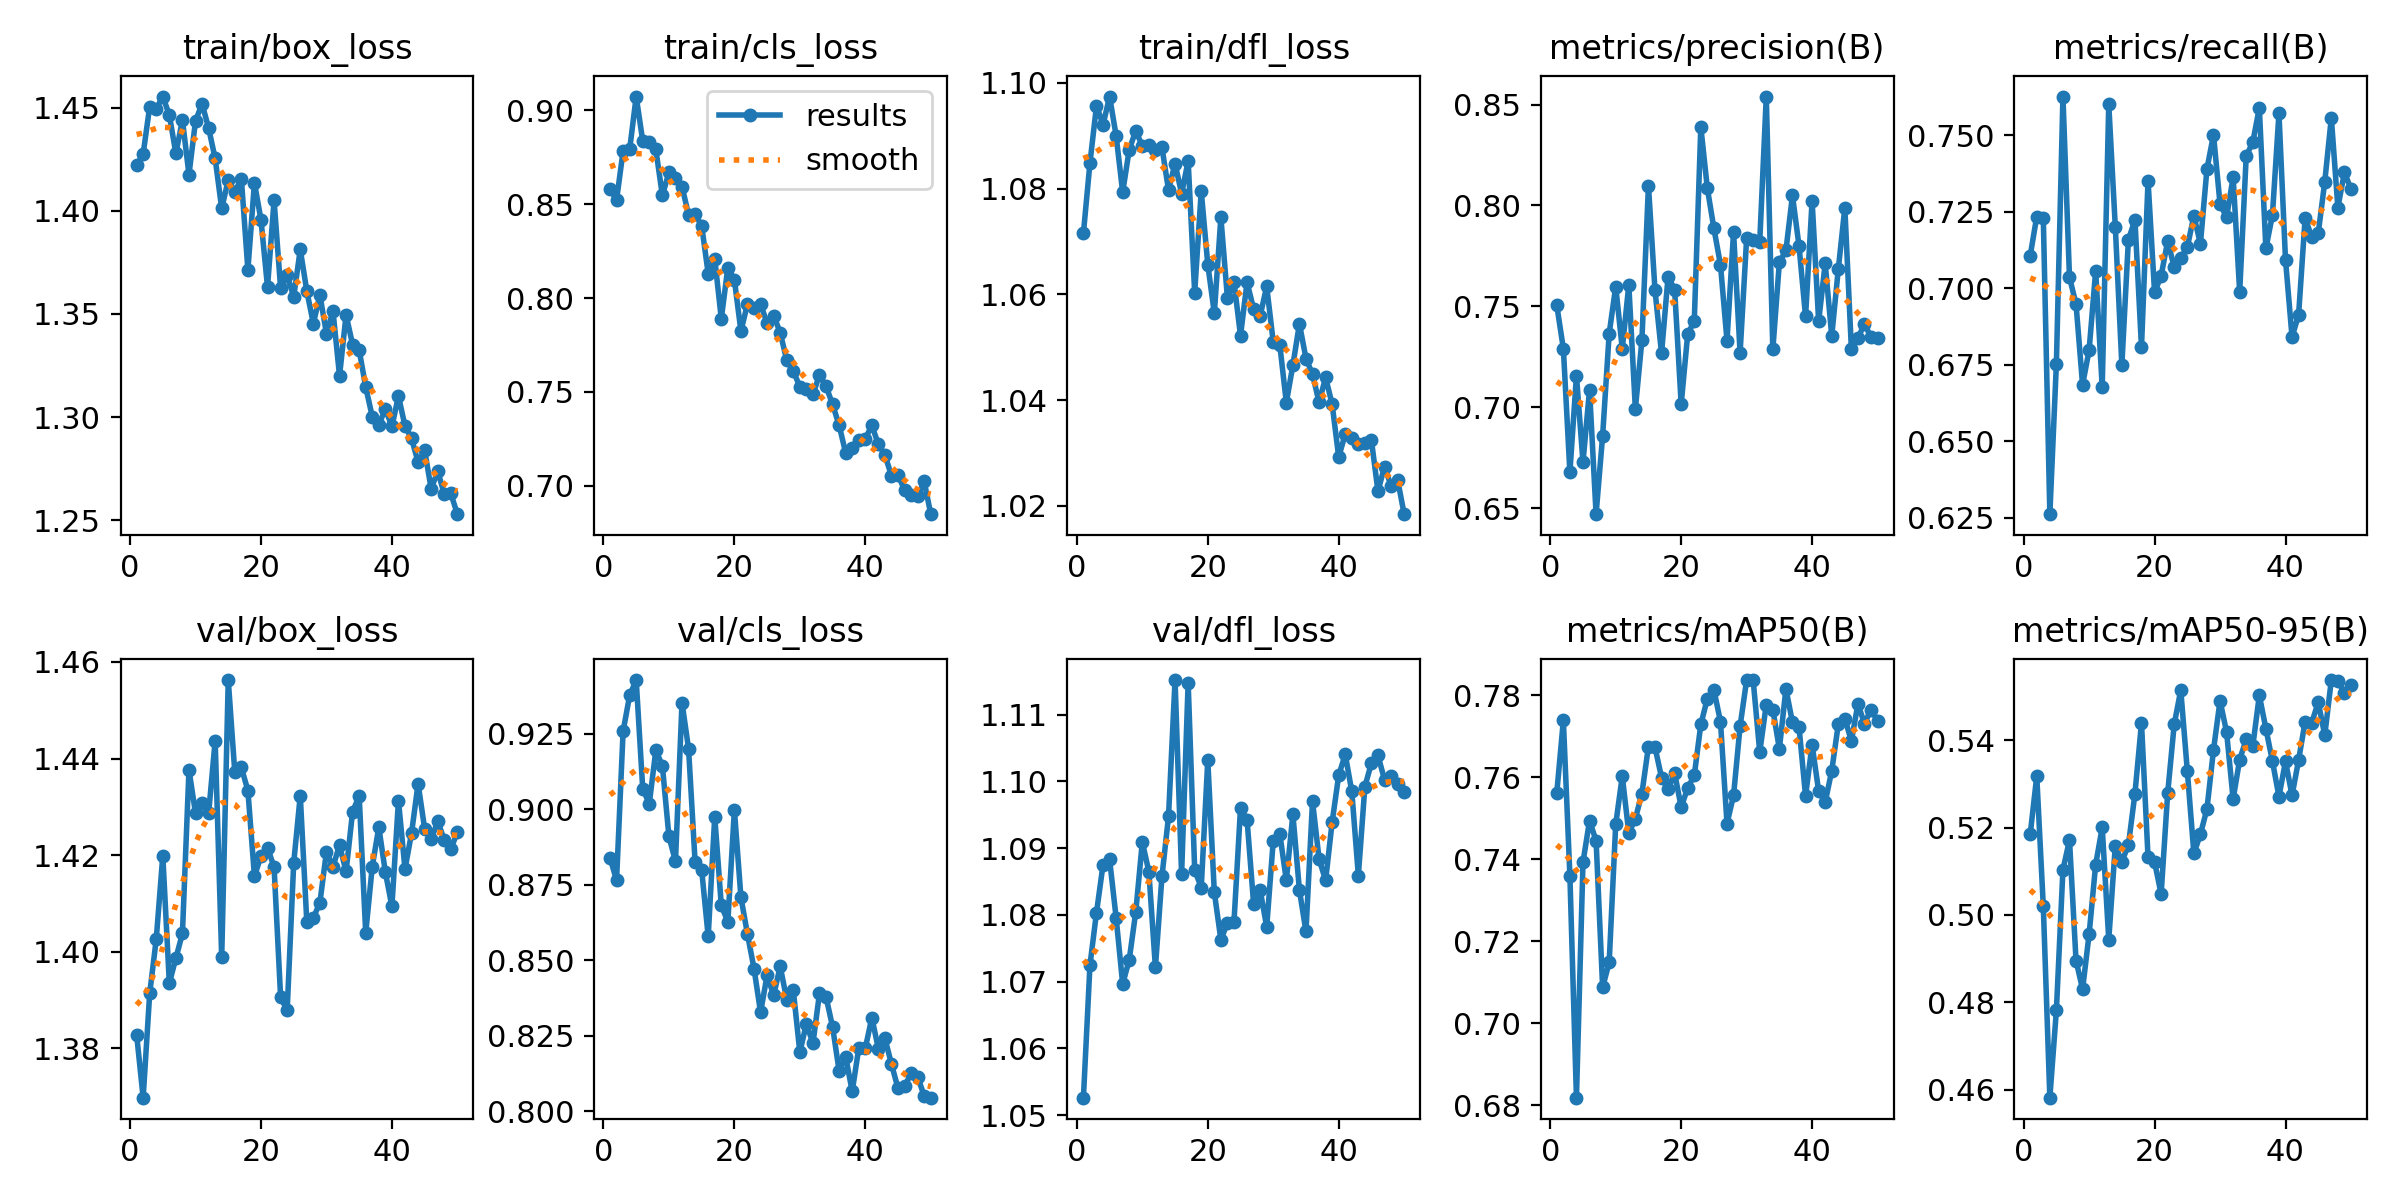 train/box_loss
1.45
1.40
1.35
1.30
1.25
0 20 40
train/cls_loss
results
smooth
0.90
0.85
0.80
0.75
0.70
0 20 40
train/dfl_loss
1.10
1.08
1.06
1.04
1.02
0 20 40
metrics/precision(B)
0.85
0.80
0.75
0.70
0.65
0 20 40
metrics/recall(B)
0.750
0.725
0.700
0.675
0.650
0.625
0 20 40
val/box_loss
1.46
1.44
1.42
1.40
1.38
0 20 40
val/cls_loss
0.925
0.900
0.875
0.850
0.825
0.800
0 20 40
val/dfl_loss
1.11
1.10
1.09
1.08
1.07
1.06
1.05
0 20 40
metrics/mAP50(B)
0.78
0.76
0.74
0.72
0.70
0.68
0 20 40
metrics/mAP50-95(B)
0.54
0.52
0.50
0.48
0.46
0 20 40